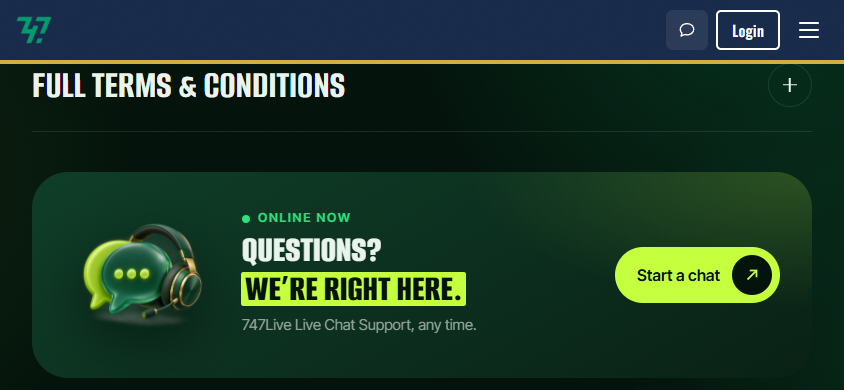 747
Login
FULL TERMS & CONDITIONS
ONLINE NOW
QUESTIONS?
WE'RE RIGHT HERE.
747Live Live Chat Support, any time.
Start a chat